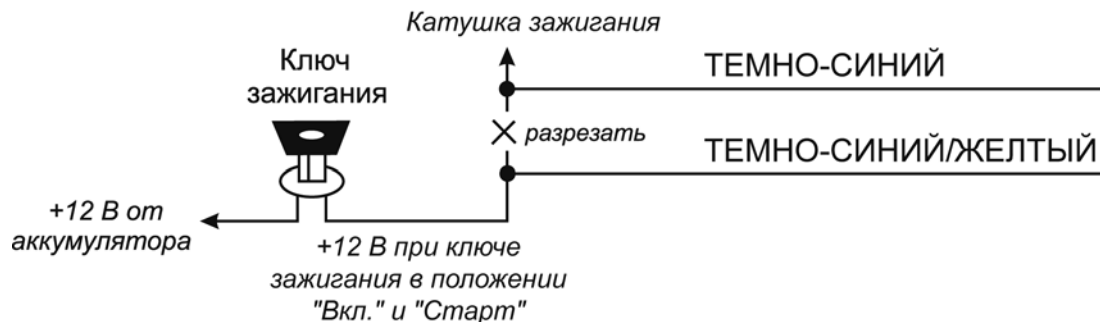 Катушка зажигания
Ключ
зажигания
ТЕМНО-СИНИЙ
разрезать
ТЕМНО-СИНИЙ/ЖЕЛТЫЙ
+12 В от
аккумулятора
+12 В при ключе
зажигания в положении
"Вкл." и "Старт"